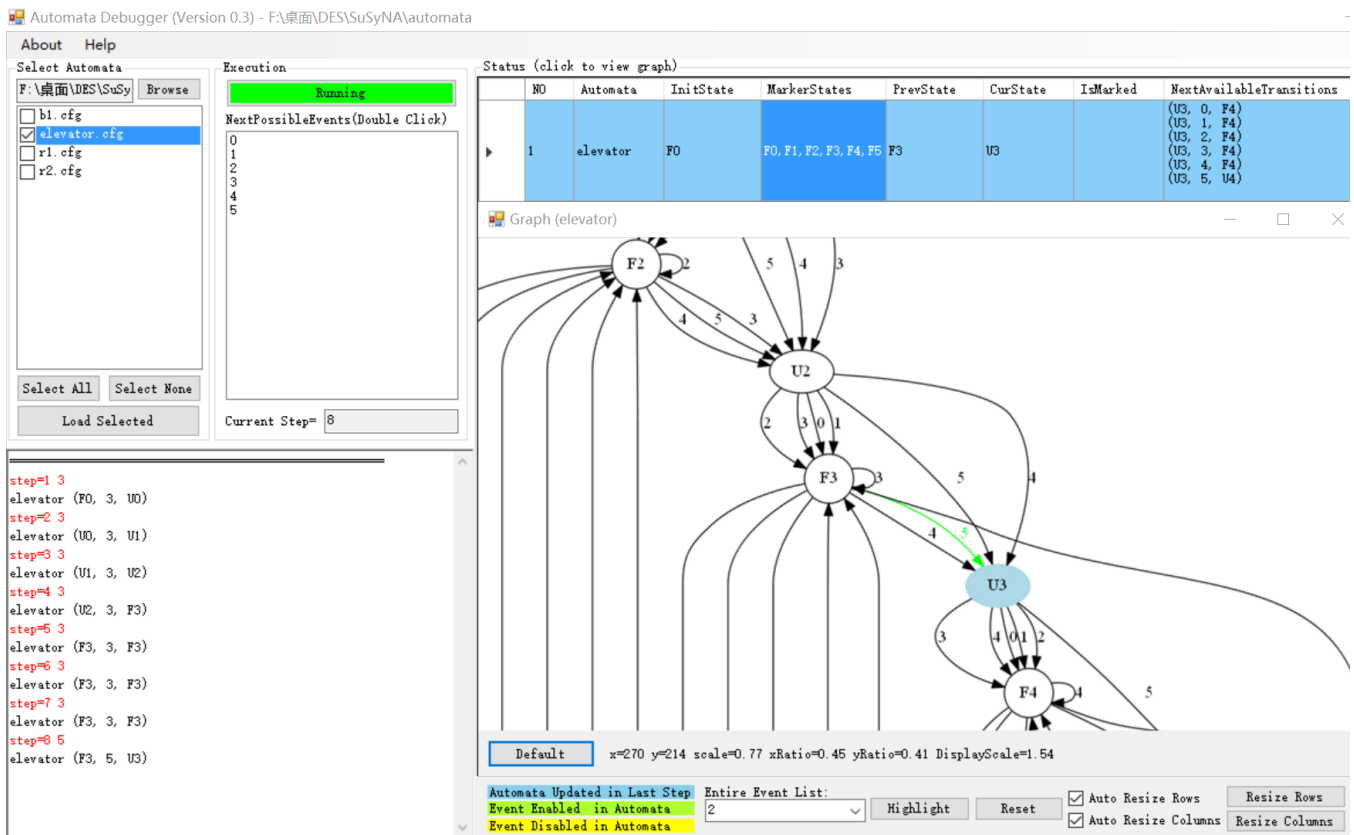 Automata Debugger (Version 0.3) - F:\桌面\DES\SuSyNA\automata
About Help
Select Automata
F:\桌面\DES\SuSy Browse
b1.cfg
elevator.cfg
r1.cfg
r2.cfg
Select All Select None
Load Selected
Execution
Running
NextPossibleEvents(Double Click)
0
1
2
3
4
5
Current Step= 8
Status (click to view graph)
NO Automata InitState MarkerStates PrevState CurState IsMarked NextAvailableTransitions
1 elevator F0 F0, F1, F2, F3, F4, F5 F3 U3
(U3, 0, F4)
(U3, 1, F4)
(U3, 2, F4)
(U3, 3, F4)
(U3, 4, F4)
(U3, 5, U4)
Graph (elevator)
F2 2 5 4 3
4 5 3
U2
2 3 0 1 5 4
F3 3
4 5
U3
3 4 0 1 2
F4 4 5
Default x=270 y=214 scale=0.77 xRatio=0.45 yRatio=0.41 DisplayScale=1.54
step=1 3
elevator (F0, 3, U0)
step=2 3
elevator (U0, 3, U1)
step=3 3
elevator (U1, 3, U2)
step=4 3
elevator (U2, 3, F3)
step=5 3
elevator (F3, 3, F3)
step=6 3
elevator (F3, 3, F3)
step=7 3
elevator (F3, 3, F3)
step=8 5
elevator (F3, 5, U3)
Automata Updated in Last Step
Event Enabled in Automata
Event Disabled in Automata
Entire Event List:
2 Highlight Reset
Auto Resize Rows Resize Rows
Auto Resize Columns Resize Columns